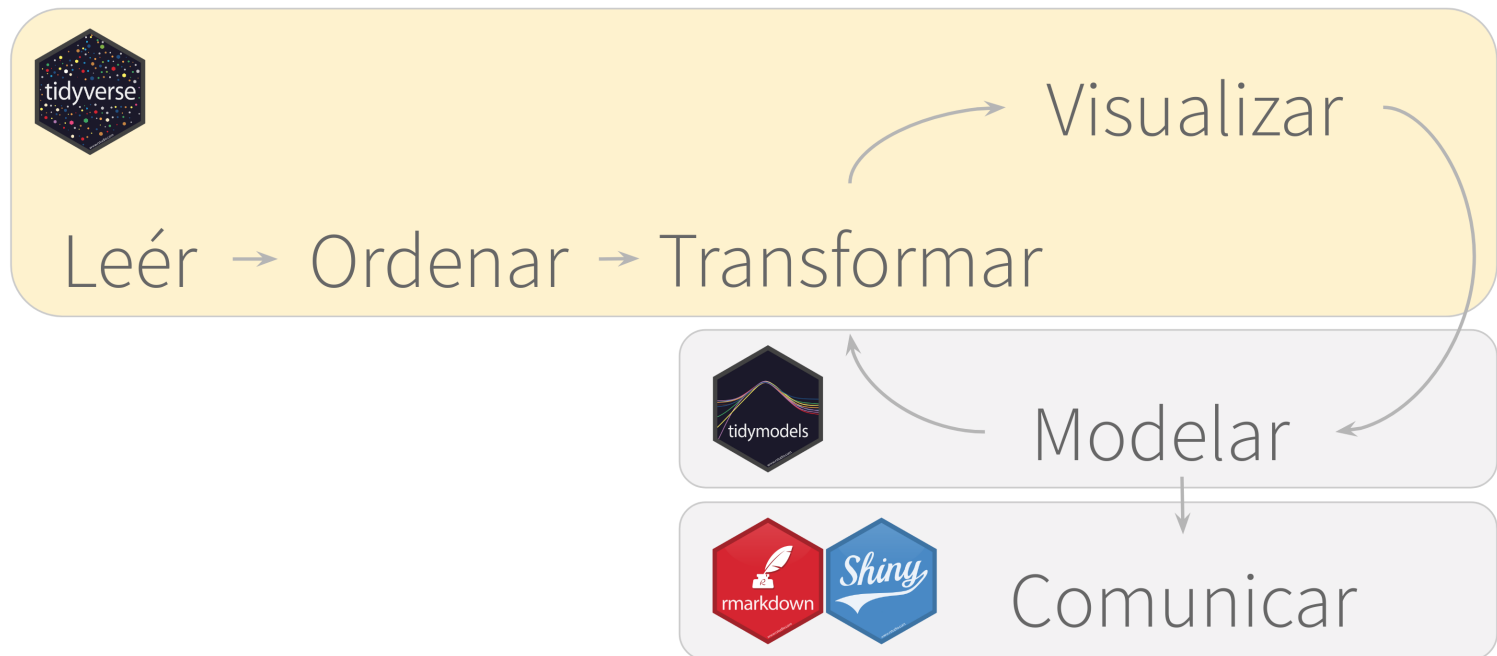 tidyverse
Visualizar
Leér
Ordenar
Transformar
tidymodels
Modelar
rmarkdown
Shiny
Comunicar